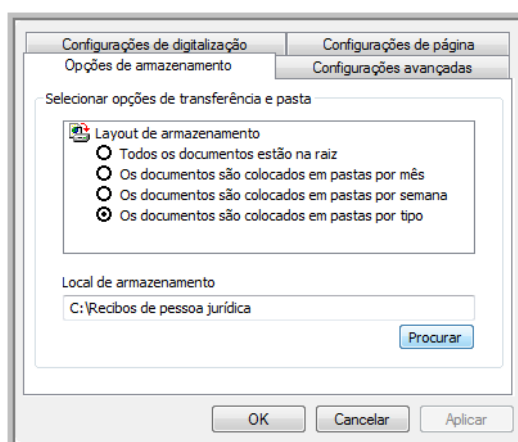 Configurações de digitalização
Configurações de página
Opções de armazenamento
Configurações avançadas
Selecionar opções de transferência e pasta
Layout de armazenamento
Todos os documentos estão na raiz
Os documentos são colocados em pastas por mês
Os documentos são colocados em pastas por semana
Os documentos são colocados em pastas por tipo
Local de armazenamento
C:\Recibos de pessoa jurídica
Procurar
OK
Cancelar
Aplicar